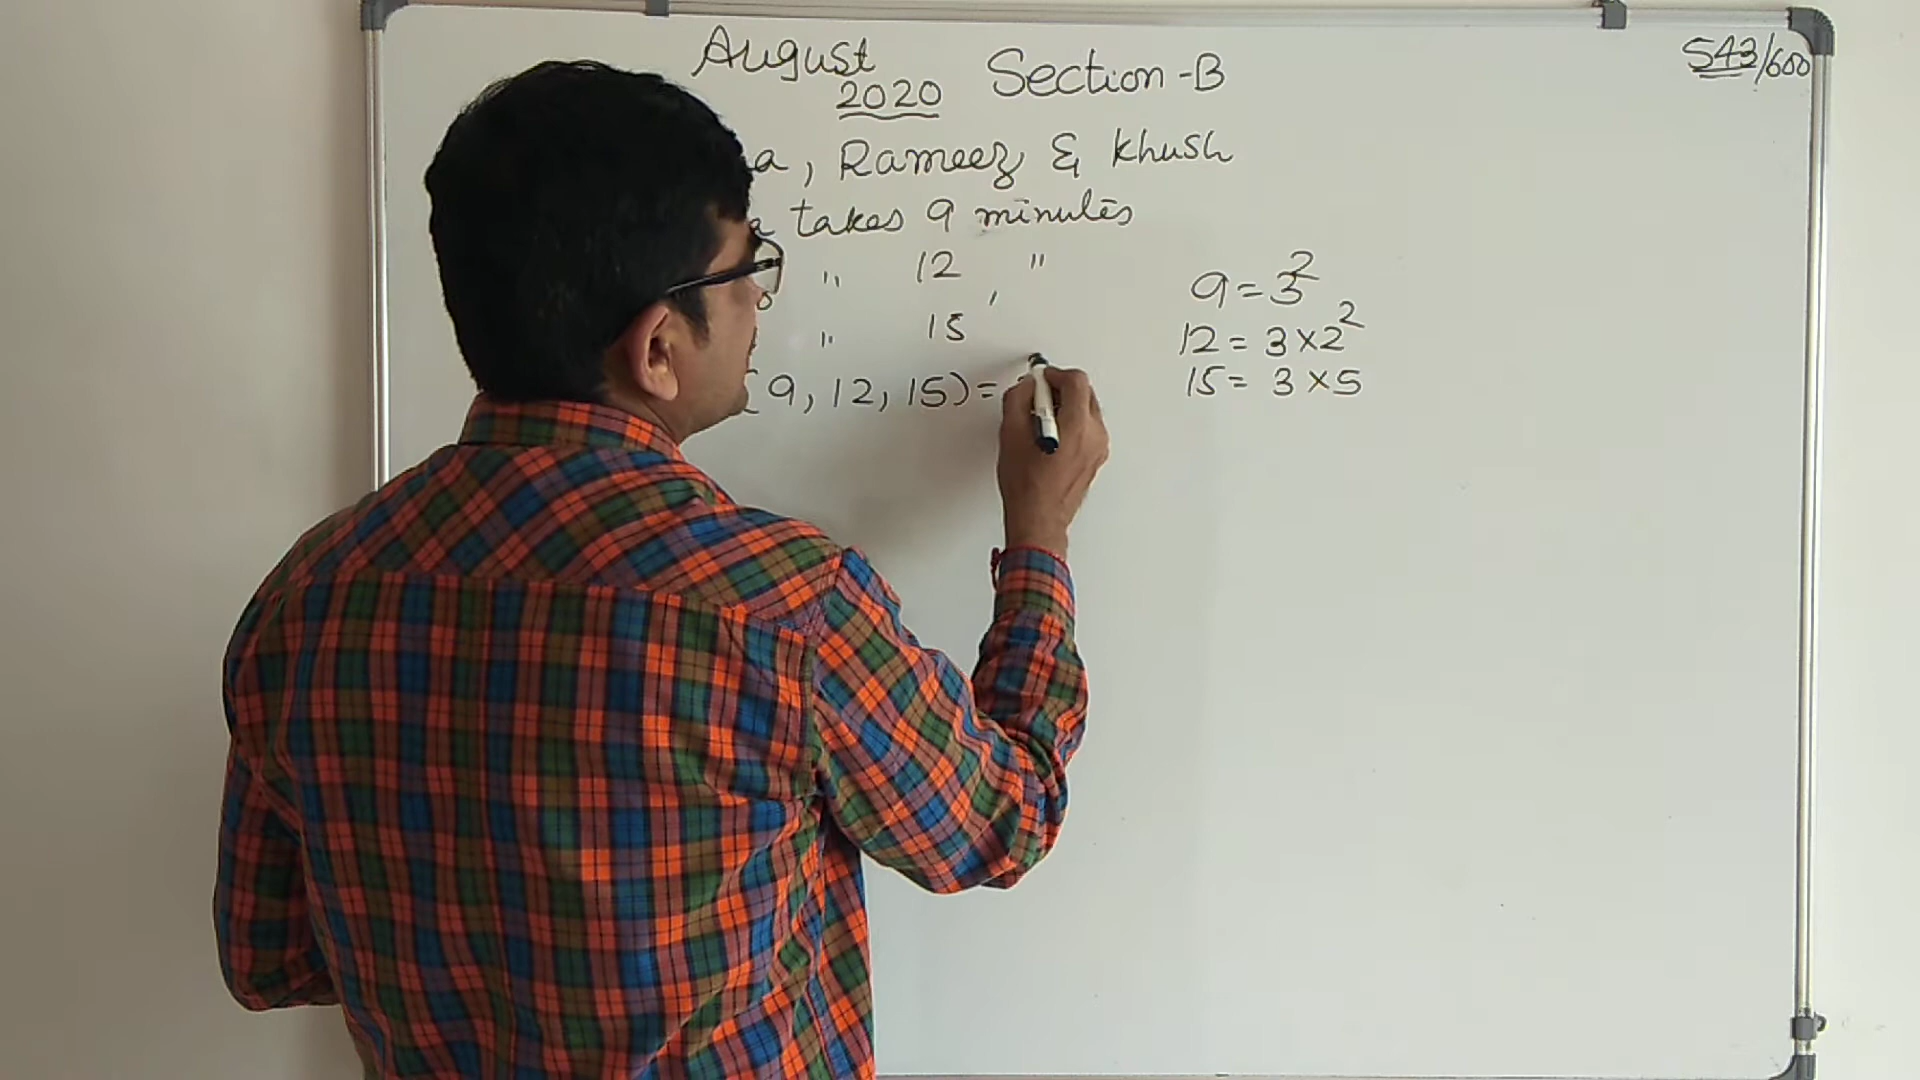 August
2020
Section-B
543/600
, Rameez & Khush
takes 9 minutes
" 12 "
" 15 '
(9, 12, 15) =
9 = 3²
12 = 3 × 2²
15 = 3 × 5